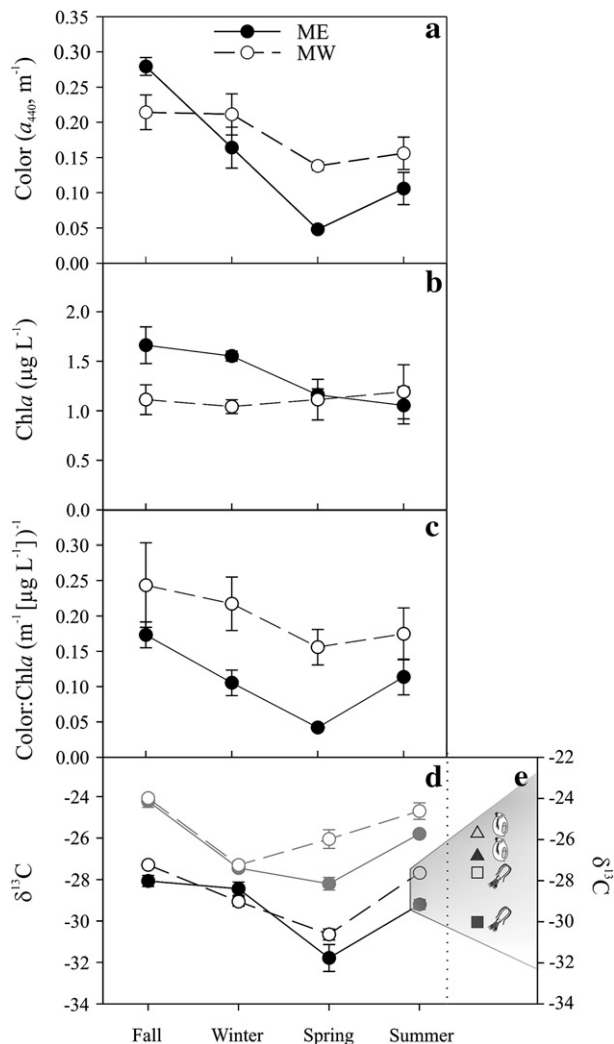 ME
MW
a
0.35
0.30
0.25
0.20
0.15
0.10
0.05
0.00
Color (a440, m-1)
b
2.0
1.5
1.0
0.5
0.0
Chla (µg L-1)
c
0.30
0.25
0.20
0.15
0.10
0.05
0.00
Color:Chla (m-1 [µg L-1])-1
d
-24
-26
-28
-30
-32
-34
δ13C
e
-22
-24
-26
-28
-30
-32
-34
δ13C
Fall Winter Spring Summer